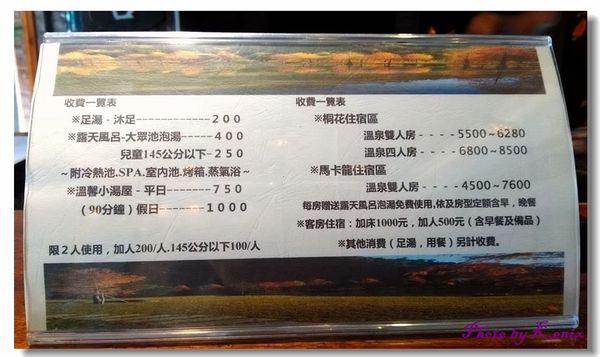 收費一覽表
※足湯-沐足------------200
※露天風呂-大眾池泡湯-----400
兒童145公分以下-250
~附冷熱池.SPA.室內池.烤箱.蒸氣浴~
※溫馨小湯屋-平日-------750
(90分鐘)假日-----1000
限2人使用，加人200/人.145公分以下100/人
收費一覽表
※桐花住宿區
溫泉雙人房----5500~6280
溫泉四人房----6800~8500
※馬卡龍住宿區
溫泉雙人房----4500~7600
每房贈送露天風呂泡湯免費使用,依及房型定額含早，晚餐
※客房住宿：加床1000元，加人500元（含早餐及備品）
※其他消費（足湯，用餐）另計收費。
Photo by K.onix